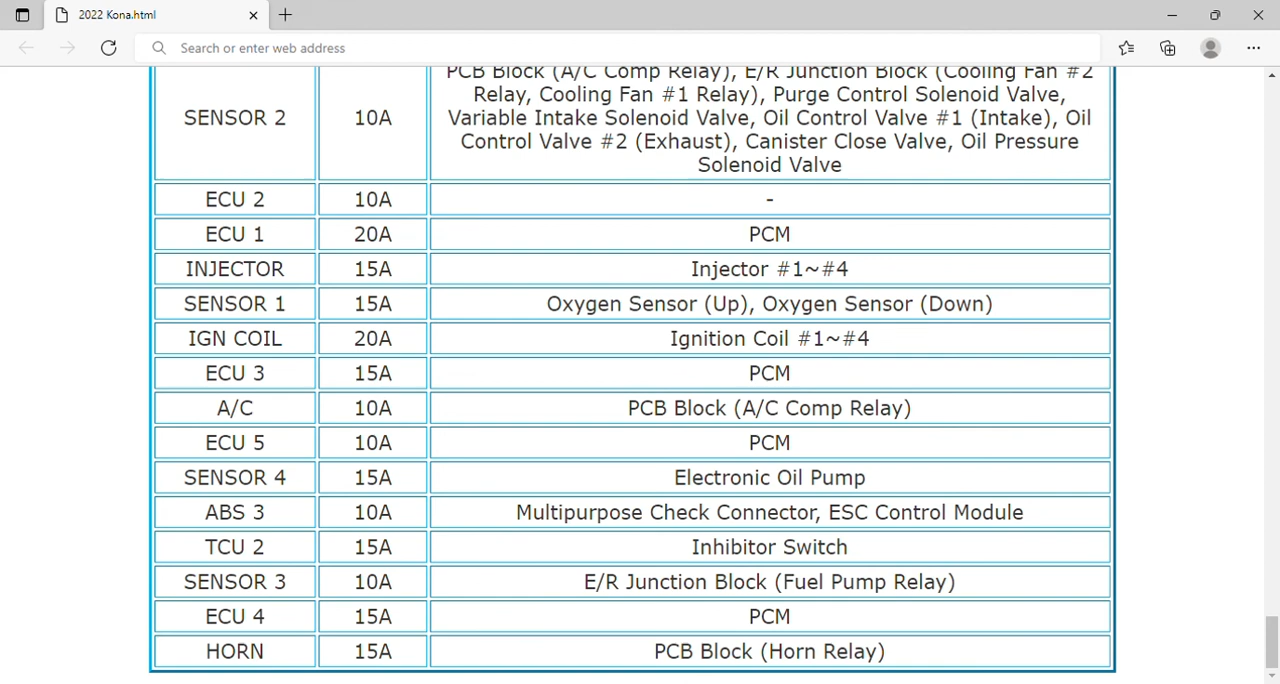 2022 Kona.html
Search or enter web address
PCB Block (A/C Comp Relay), E/R Junction Block (Cooling Fan #2
Relay, Cooling Fan #1 Relay), Purge Control Solenoid Valve,
SENSOR 2 10A Variable Intake Solenoid Valve, Oil Control Valve #1 (Intake), Oil
Control Valve #2 (Exhaust), Canister Close Valve, Oil Pressure
Solenoid Valve
ECU 2 10A -
ECU 1 20A PCM
INJECTOR 15A Injector #1~#4
SENSOR 1 15A Oxygen Sensor (Up), Oxygen Sensor (Down)
IGN COIL 20A Ignition Coil #1~#4
ECU 3 15A PCM
A/C 10A PCB Block (A/C Comp Relay)
ECU 5 10A PCM
SENSOR 4 15A Electronic Oil Pump
ABS 3 10A Multipurpose Check Connector, ESC Control Module
TCU 2 15A Inhibitor Switch
SENSOR 3 10A E/R Junction Block (Fuel Pump Relay)
ECU 4 15A PCM
HORN 15A PCB Block (Horn Relay)